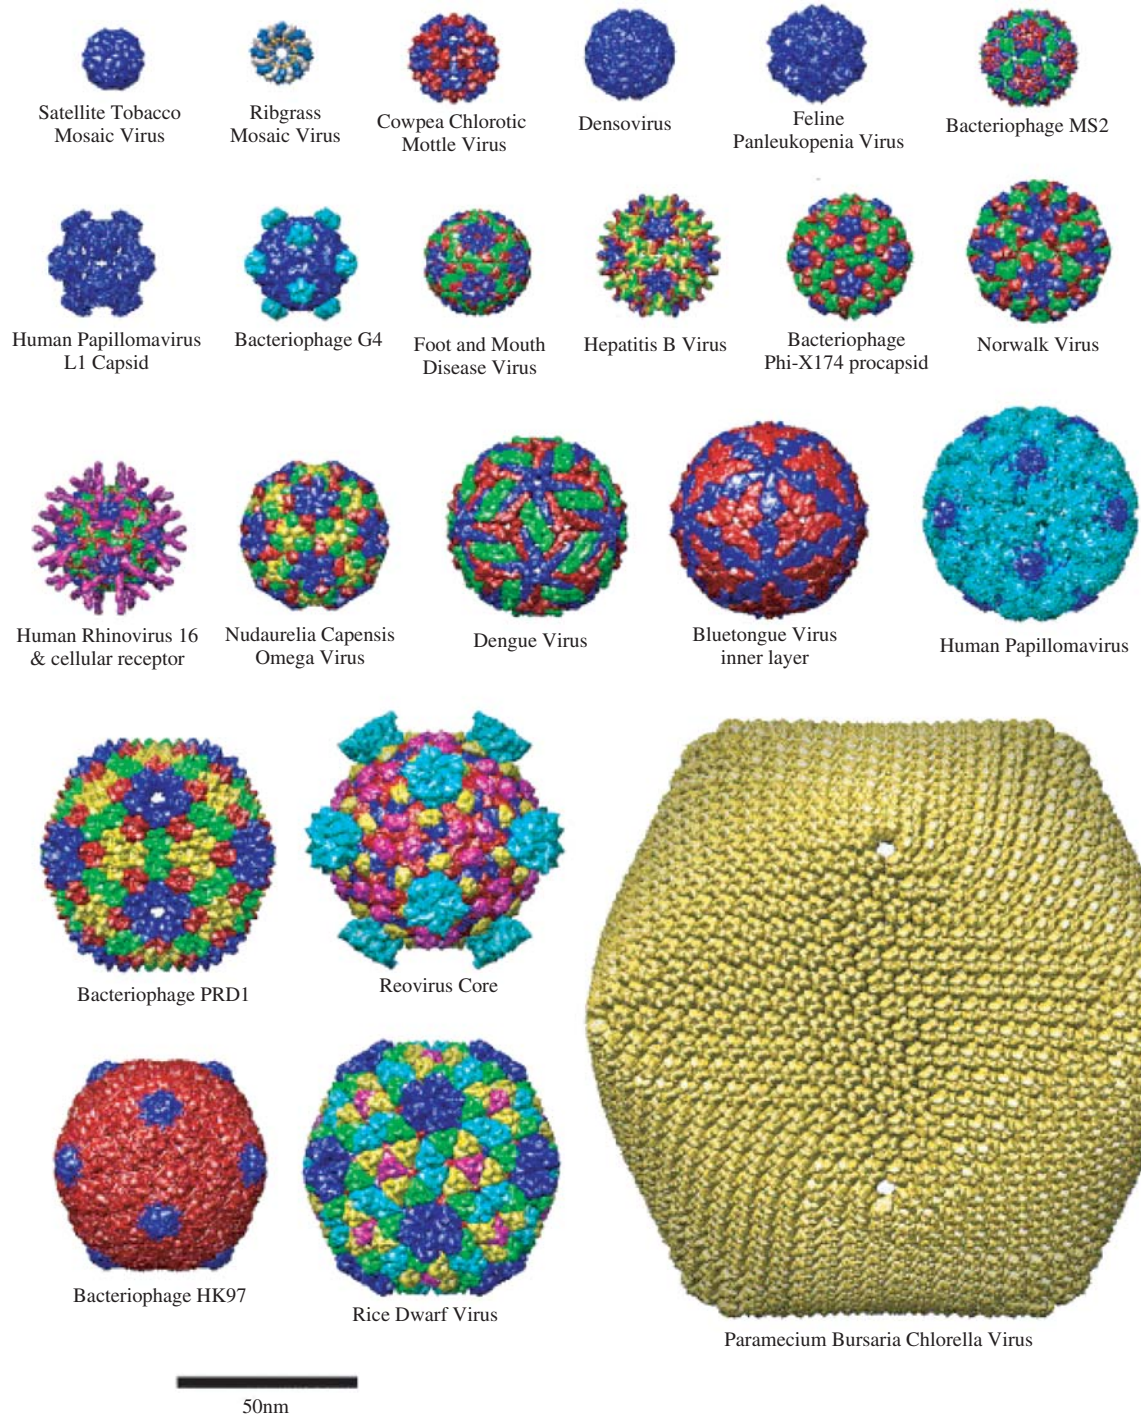 Satellite Tobacco
Mosaic Virus
Ribgrass
Mosaic Virus
Cowpea Chlorotic
Mottle Virus
Densovirus
Feline
Panleukopenia Virus
Bacteriophage MS2
Human Papillomavirus
L1 Capsid
Bacteriophage G4
Foot and Mouth
Disease Virus
Hepatitis B Virus
Bacteriophage
Phi-X174 procapsid
Norwalk Virus
Human Rhinovirus 16
& cellular receptor
Nudaurelia Capensis
Omega Virus
Dengue Virus
Bluetongue Virus
inner layer
Human Papillomavirus
Bacteriophage PRD1
Reovirus Core
Bacteriophage HK97
Rice Dwarf Virus
Paramecium Bursaria Chlorella Virus
50nm